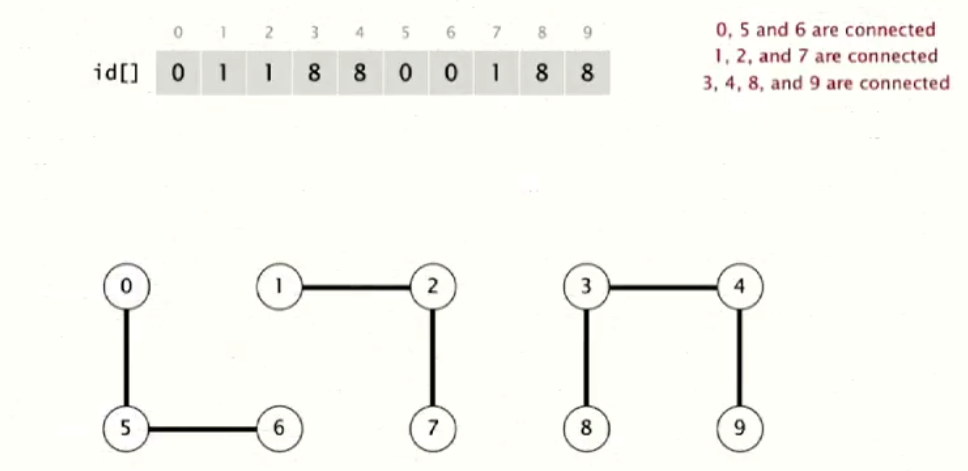 0 1 2 3 4 5 6 7 8 9
id[] 0 1 1 8 8 0 0 1 8 8
0, 5 and 6 are connected
1, 2, and 7 are connected
3, 4, 8, and 9 are connected
0 1 2 3 4
5 6 7 8 9